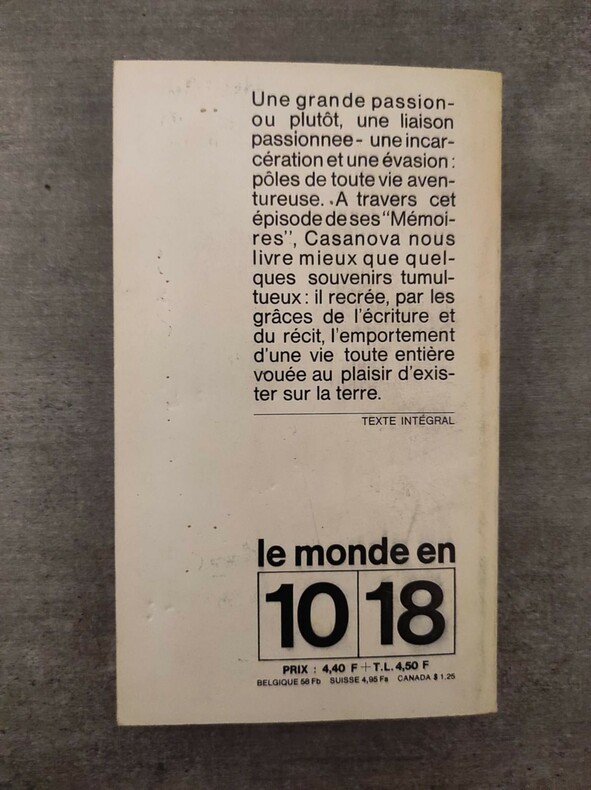 Une grande passion-
ou plutôt, une liaison
passionnee- une incar-
cération et une évasion :
pôles de toute vie aven-
tureuse. A travers cet
épisode de ses "Mémoi-
res", Casanova nous
livre mieux que quel-
ques souvenirs tumul-
tueux : il recrée, par les
grâces de l'écriture et
du récit, l'emportement
d'une vie toute entière
vouée au plaisir d'exis-
ter sur la terre.
TEXTE INTÉGRAL
le monde en
10 18
PRIX : 4,40 F + T.L. 4,50 F
BELGIQUE 58 Fb SUISSE 4,95 Fs CANADA $ 1.25